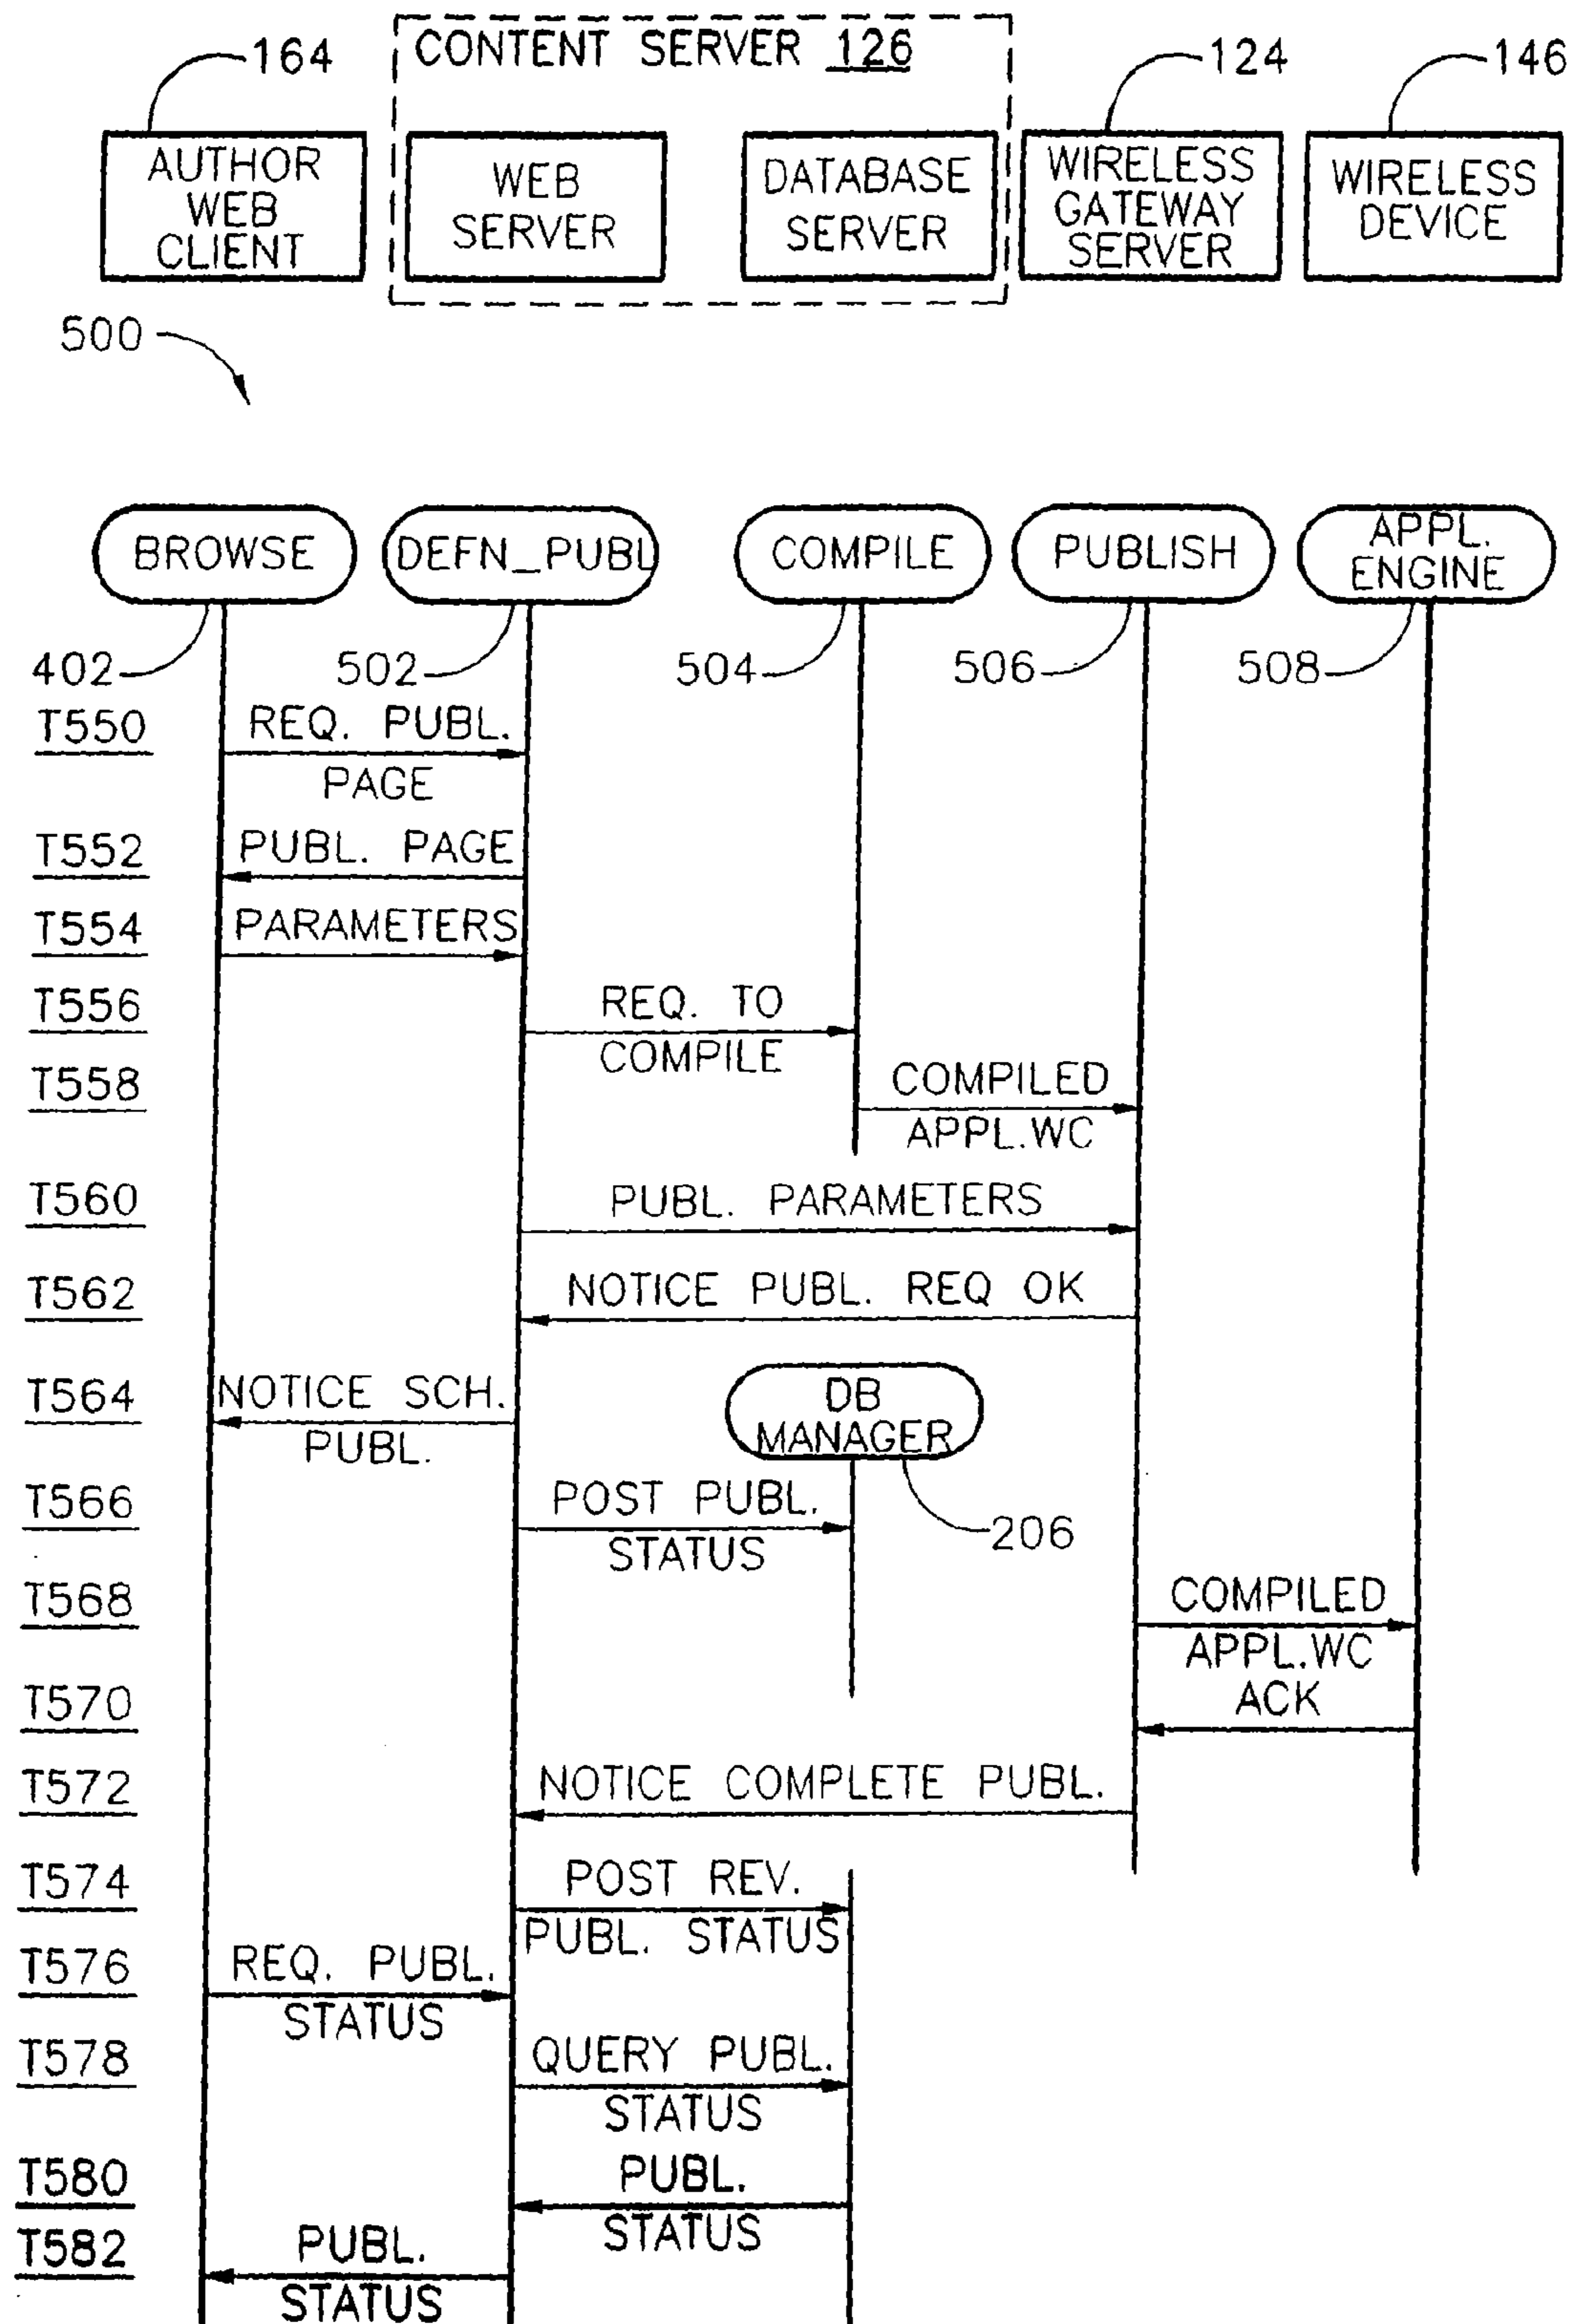 CONTENT SERVER 126
164
124
146
AUTHOR
WEB
CLIENT
WEB
SERVER
DATABASE
SERVER
WIRELESS
GATEWAY
SERVER
WIRELESS
DEVICE
500
BROWSE
DEFN_PUBL
COMPILE
PUBLISH
APPL.
ENGINE
402
502
504
506
508
T550
REQ. PUBL.
PAGE
T552
PUBL. PAGE
T554
PARAMETERS
T556
REQ. TO
COMPILE
T558
COMPILED
APPL.WC
T560
PUBL. PARAMETERS
T562
NOTICE PUBL. REQ OK
T564
NOTICE SCH.
PUBL.
DB
MANAGER
206
T566
POST PUBL.
STATUS
T568
COMPILED
APPL.WC
T570
ACK
T572
NOTICE COMPLETE PUBL.
T574
POST REV.
PUBL. STATUS
T576
REQ. PUBL.
STATUS
T578
QUERY PUBL.
STATUS
T580
PUBL.
STATUS
T582
PUBL.
STATUS